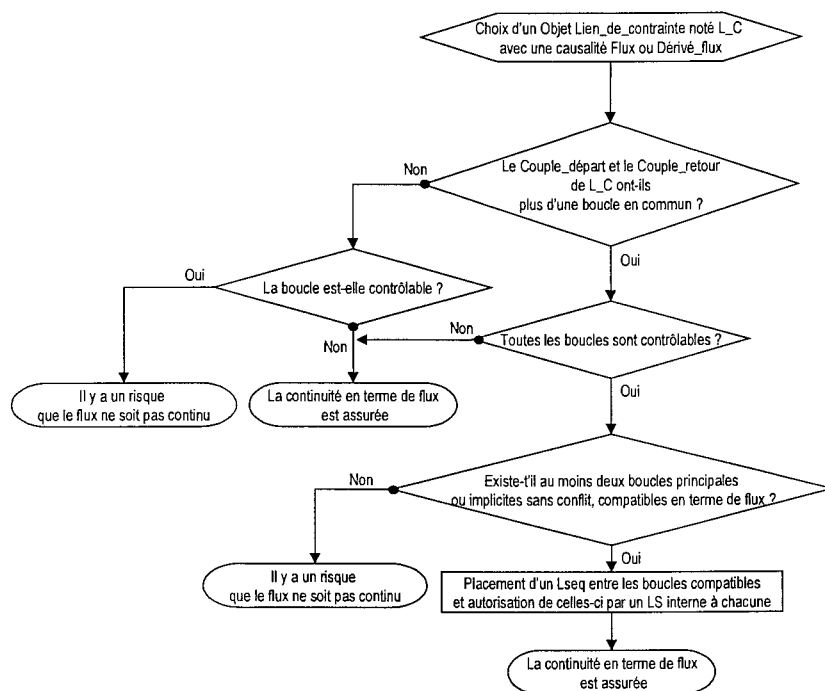 Choix d'un Objet Lien_de_contrainte noté L_C
avec une causalité Flux ou Dérivé_flux
Non
Le Couple_départ et le Couple_retour
de L_C ont-ils
plus d'une boucle en commun ?
Oui
Oui
La boucle est-elle contrôlable ?
Non
Non
Toutes les boucles sont contrôlables ?
Il y a un risque
que le flux ne soit pas continu
La continuité en terme de flux
est assurée
Oui
Non
Existe-t'il au moins deux boucles principales
ou implicites sans conflit, compatibles en terme de flux ?
Oui
Il y a un risque
que le flux ne soit pas continu
Placement d'un Lseq entre les boucles compatibles
et autorisation de celles-ci par un LS interne à chacune
La continuité en terme de flux
est assurée